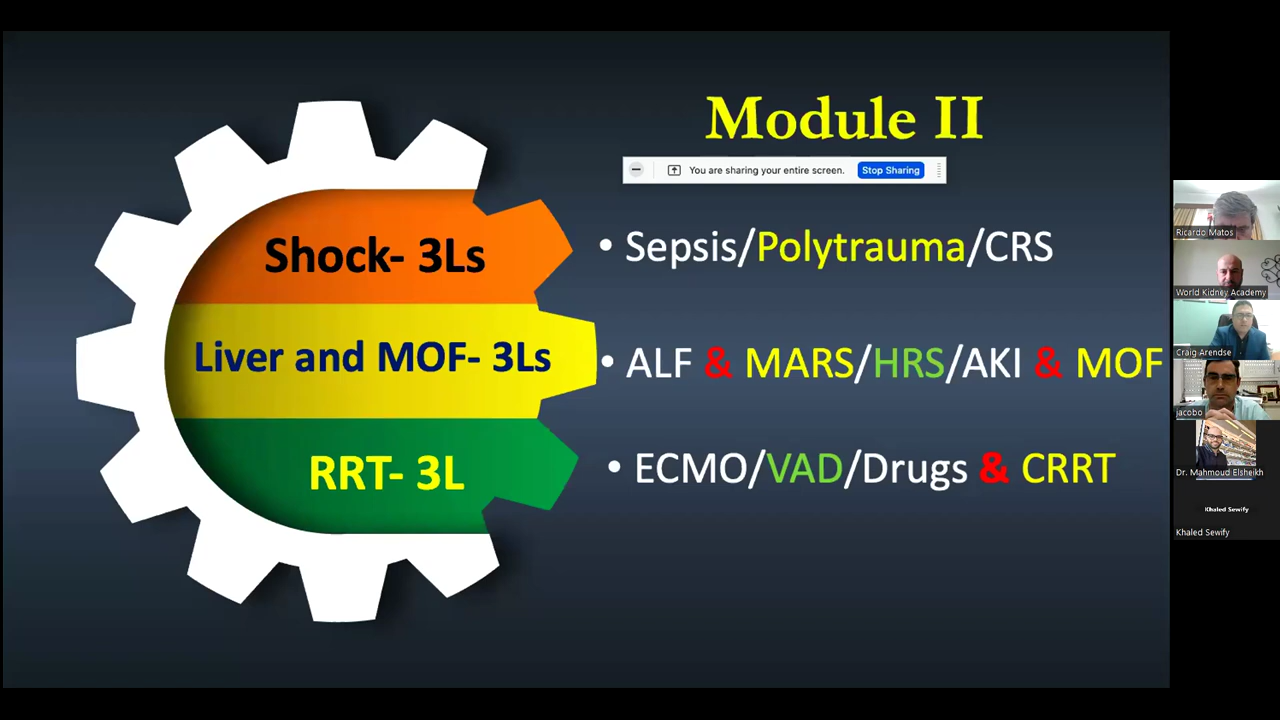 Module II
You are sharing your entire screen. Stop Sharing
Shock- 3Ls
• Sepsis/Polytrauma/CRS
Liver and MOF- 3Ls
• ALF & MARS/HRS/AKI & MOF
RRT- 3L
• ECMO/VAD/Drugs & CRRT
Ricardo Matos
World Kidney Academy
Craig Arendse
jacobo
Dr. Mahmoud Elsheikh
Khaled Sewify
Khaled Sewify